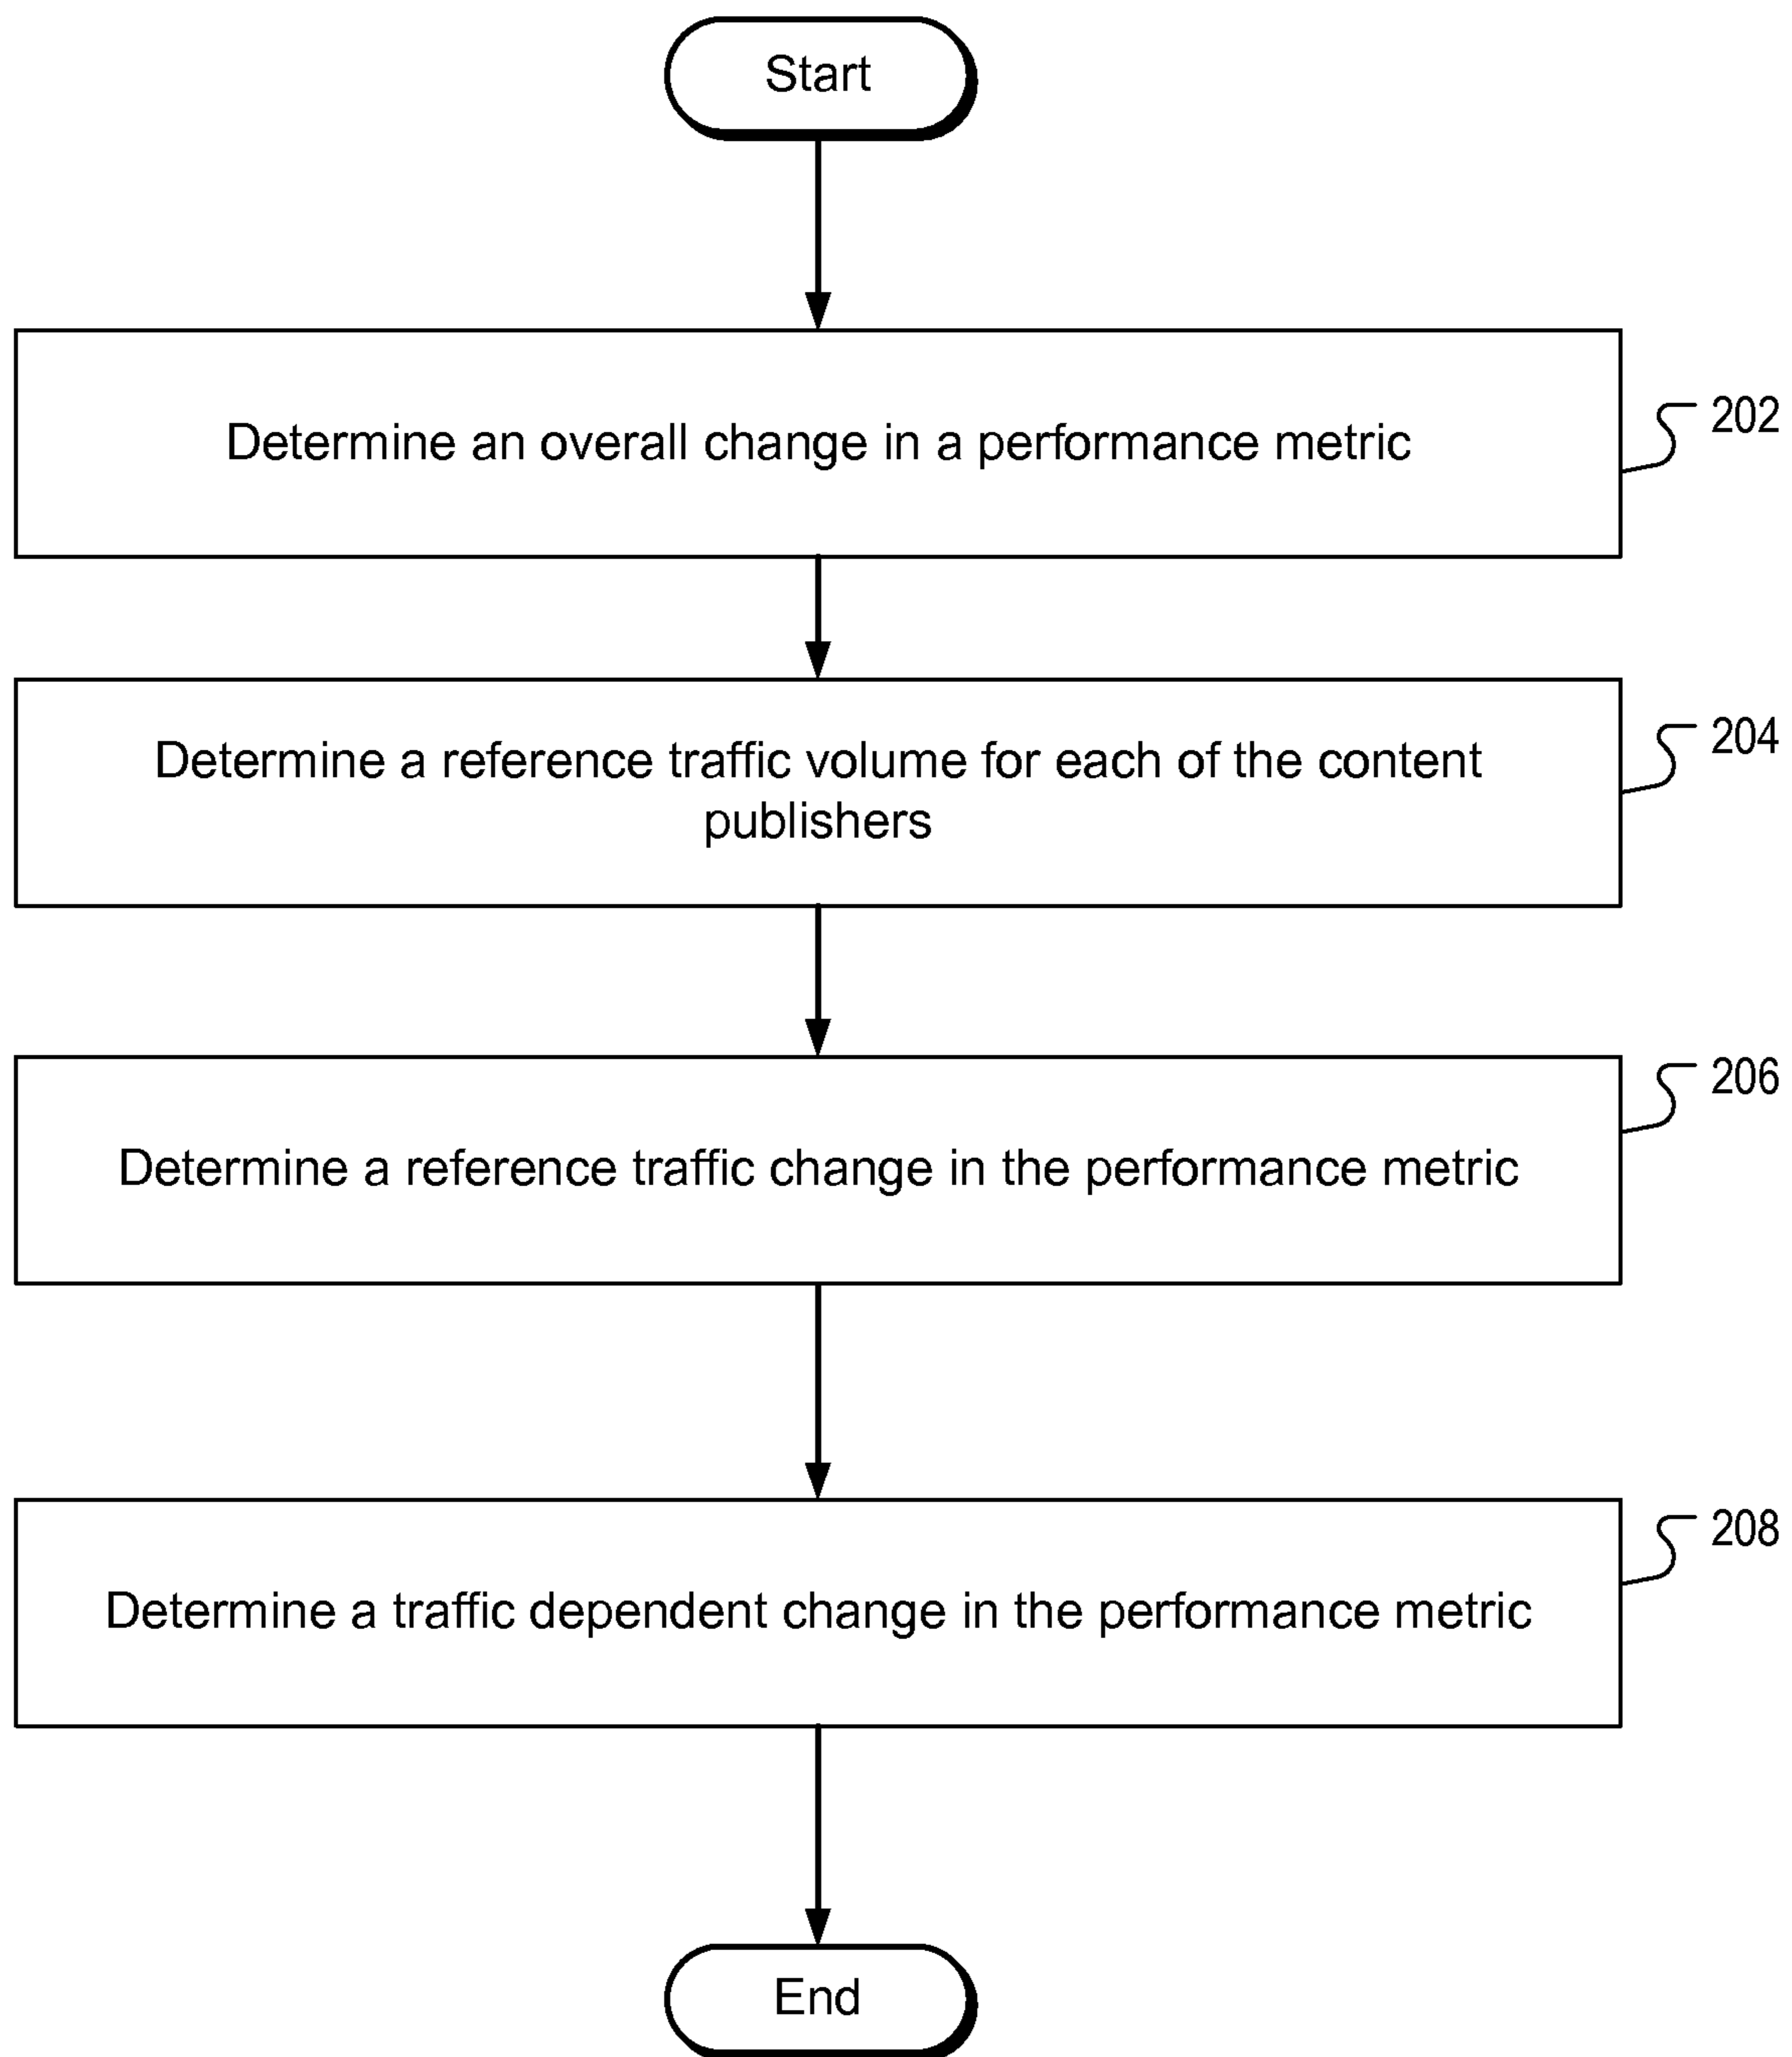 Start
Determine an overall change in a performance metric
202
Determine a reference traffic volume for each of the content
publishers
204
Determine a reference traffic change in the performance metric
206
Determine a traffic dependent change in the performance metric
208
End